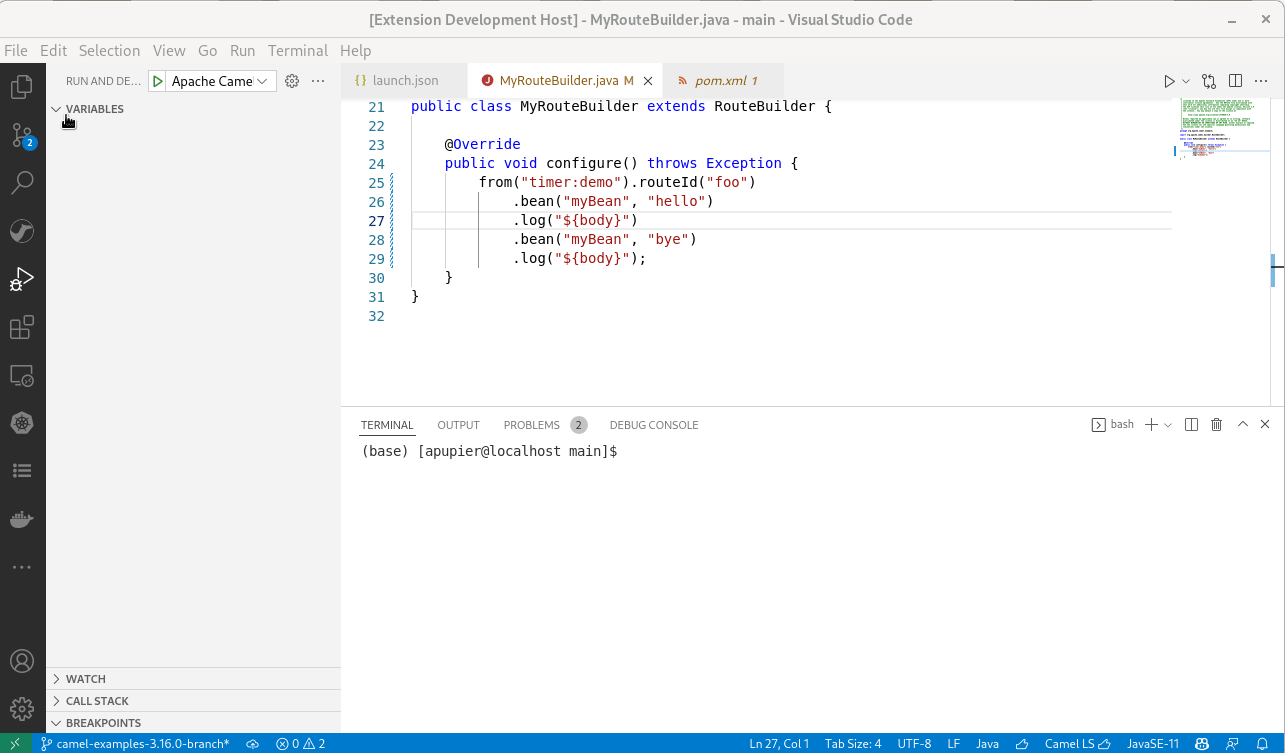 [Extension Development Host] - MyRouteBuilder.java - main - Visual Studio Code
File Edit Selection View Go Run Terminal Help
RUN AND DE... Apache Came
launch.json MyRouteBuilder.java M pom.xml 1
VARIABLES
21 public class MyRouteBuilder extends RouteBuilder {
22
23 @Override
24 public void configure() throws Exception {
25 from("timer:demo").routeId("foo")
26 .bean("myBean", "hello")
27 .log("${body}")
28 .bean("myBean", "bye")
29 .log("${body}");
30 }
31 }
32
2
TERMINAL OUTPUT PROBLEMS 2 DEBUG CONSOLE bash
(base) [apupier@localhost main]$
WATCH
CALL STACK
BREAKPOINTS
camel-examples-3.16.0-branch* 0 2 Ln 27, Col 1 Tab Size: 4 UTF-8 LF Java Camel LS JavaSE-11